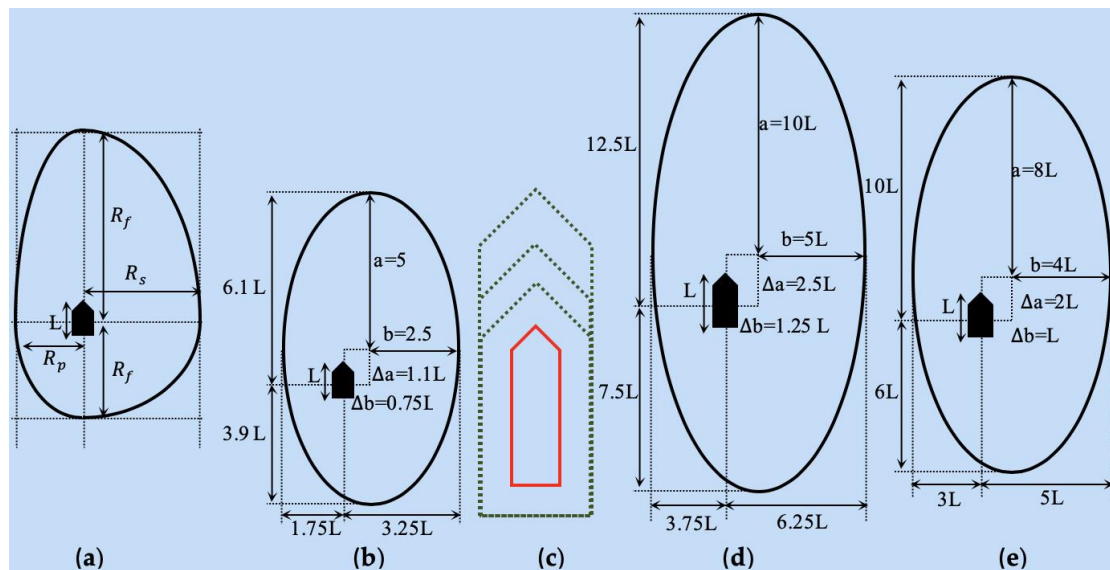 R_f
R_s
L
R_p
R_f
(a)
6.1 L
a=5
b=2.5
L
Δa=1.1L
Δb=0.75L
3.9 L
1.75L
3.25L
(b)
(c)
12.5L
a=10L
b=5L
L
Δa=2.5L
Δb=1.25 L
7.5L
3.75L
6.25L
(d)
10L
a=8L
b=4L
L
Δa=2L
Δb=L
6L
3L
5L
(e)